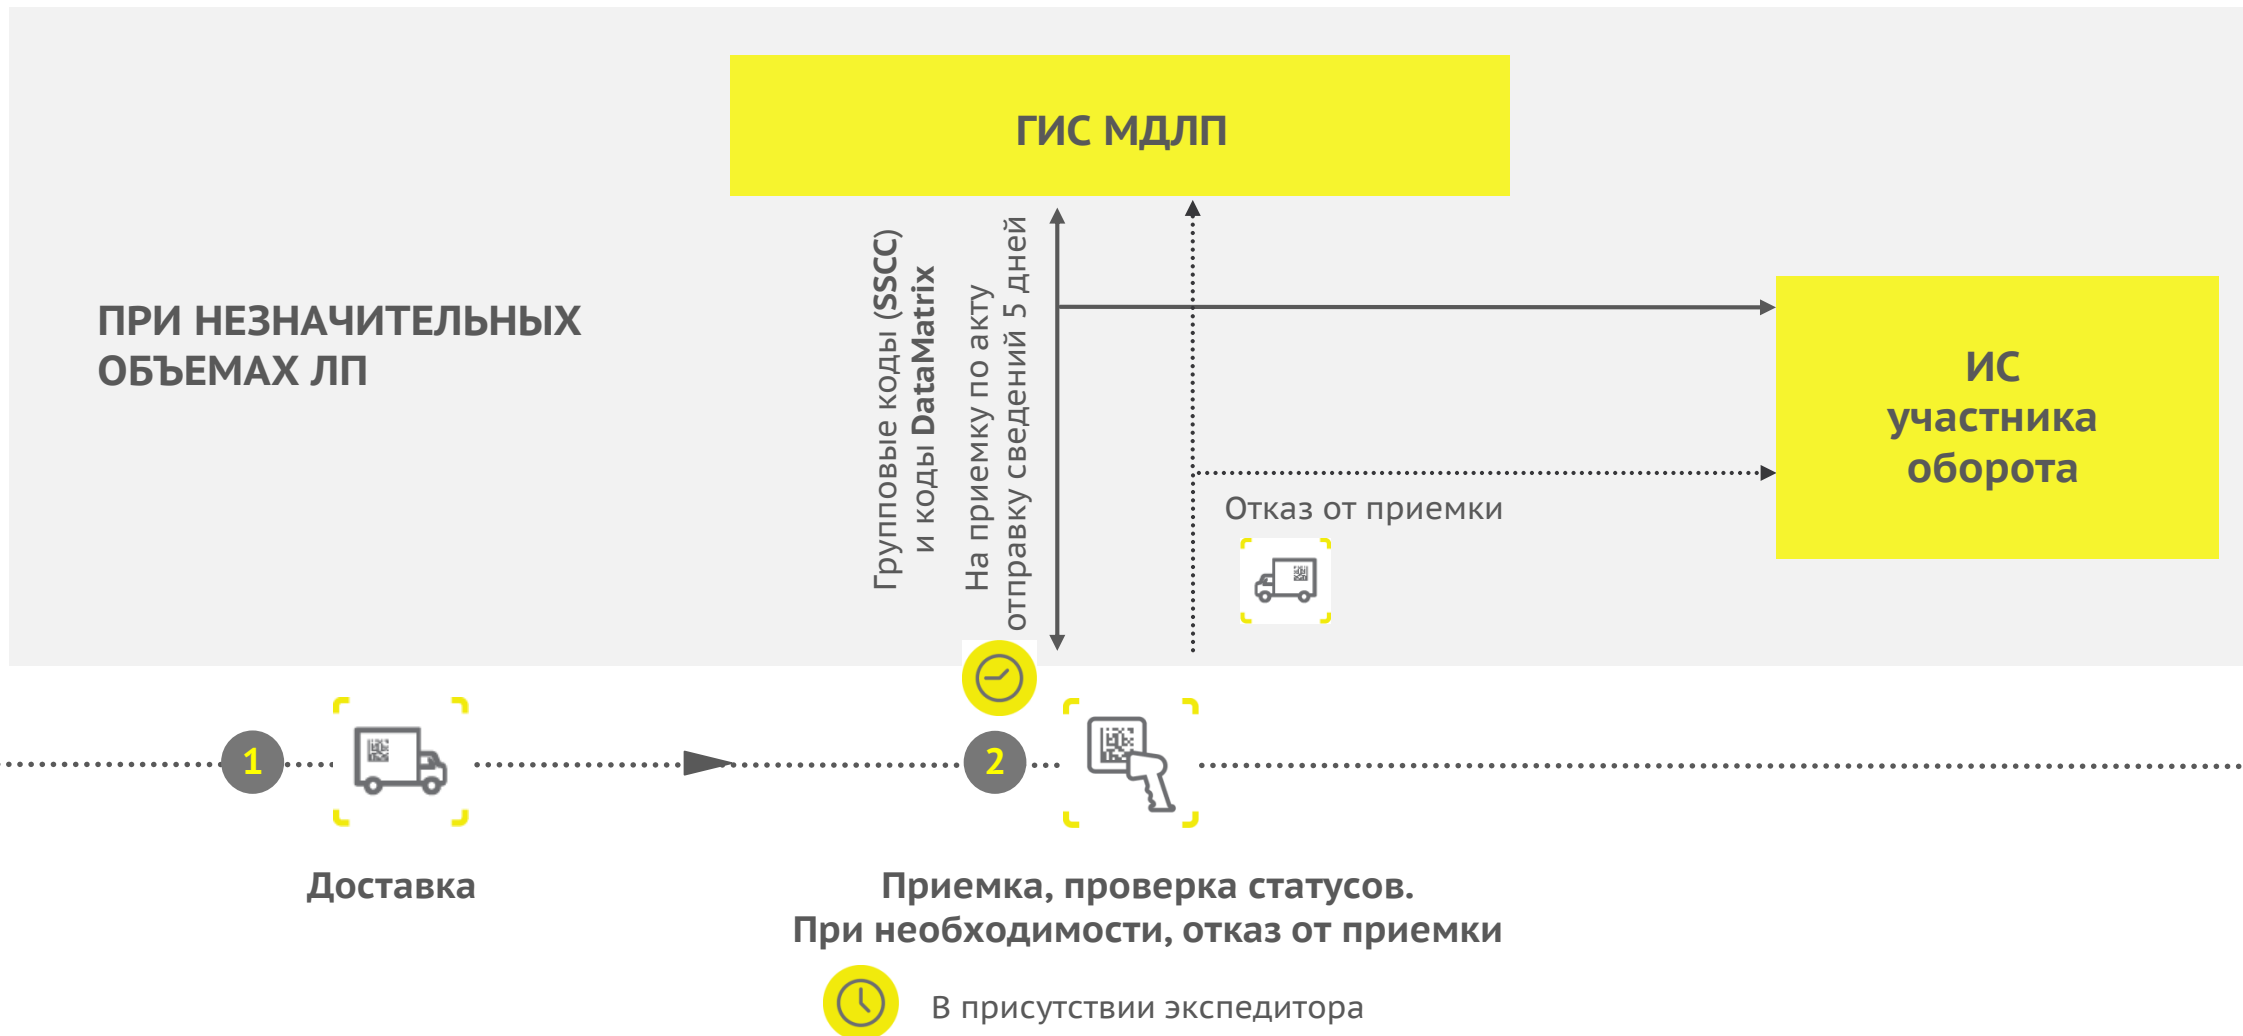 ГИС МДЛП
ПРИ НЕЗНАЧИТЕЛЬНЫХ
ОБЪЕМАХ ЛП
Групповые коды (SSCC)
и коды DataMatrix
На приемку по акту
отправку сведений 5 дней
ИС
участника
оборота
Отказ от приемки
1
2
Доставка
Приемка, проверка статусов.
При необходимости, отказ от приемки
В присутствии экспедитора